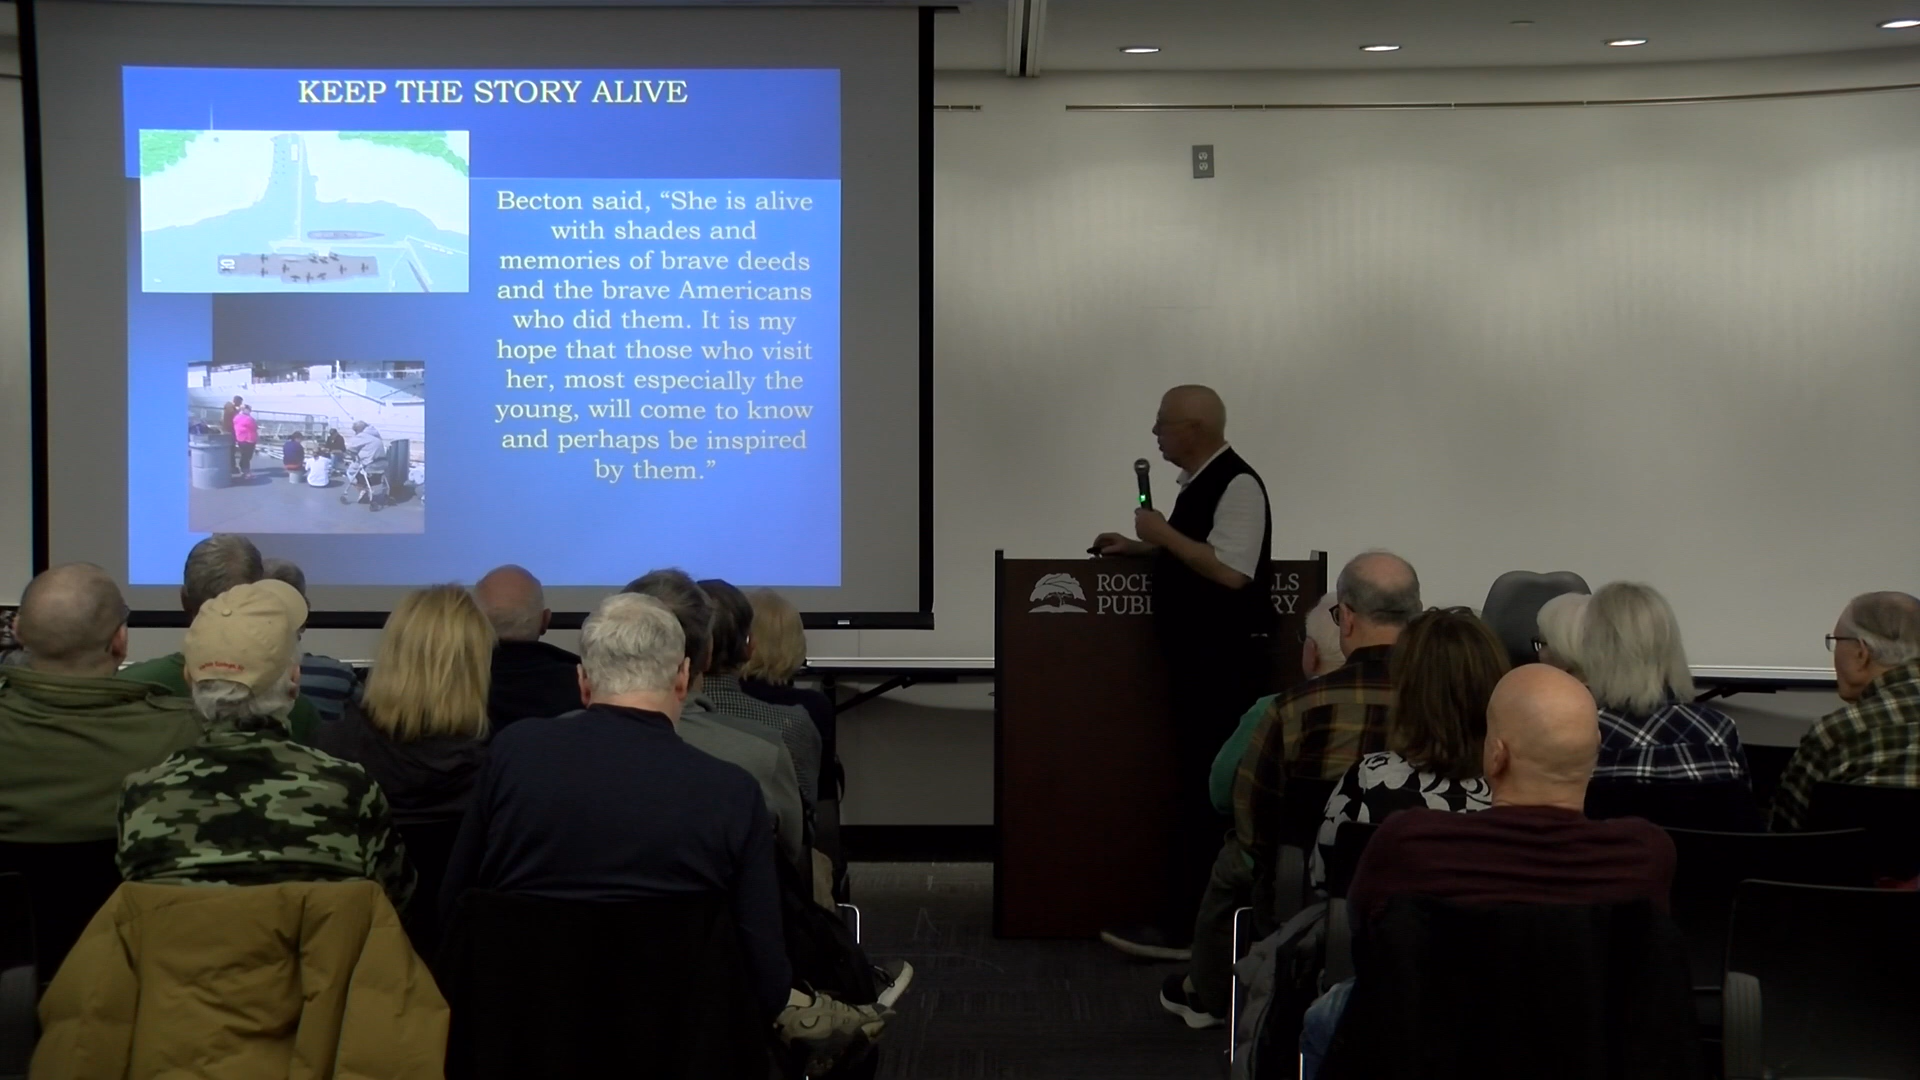 KEEP THE STORY ALIVE
Becton said, “She is alive
with shades and
memories of brave deeds
and the brave Americans
who did them. It is my
hope that those who visit
her, most especially the
young, will come to know
and perhaps be inspired
by them.”
ROCH LLS
PUBL RY